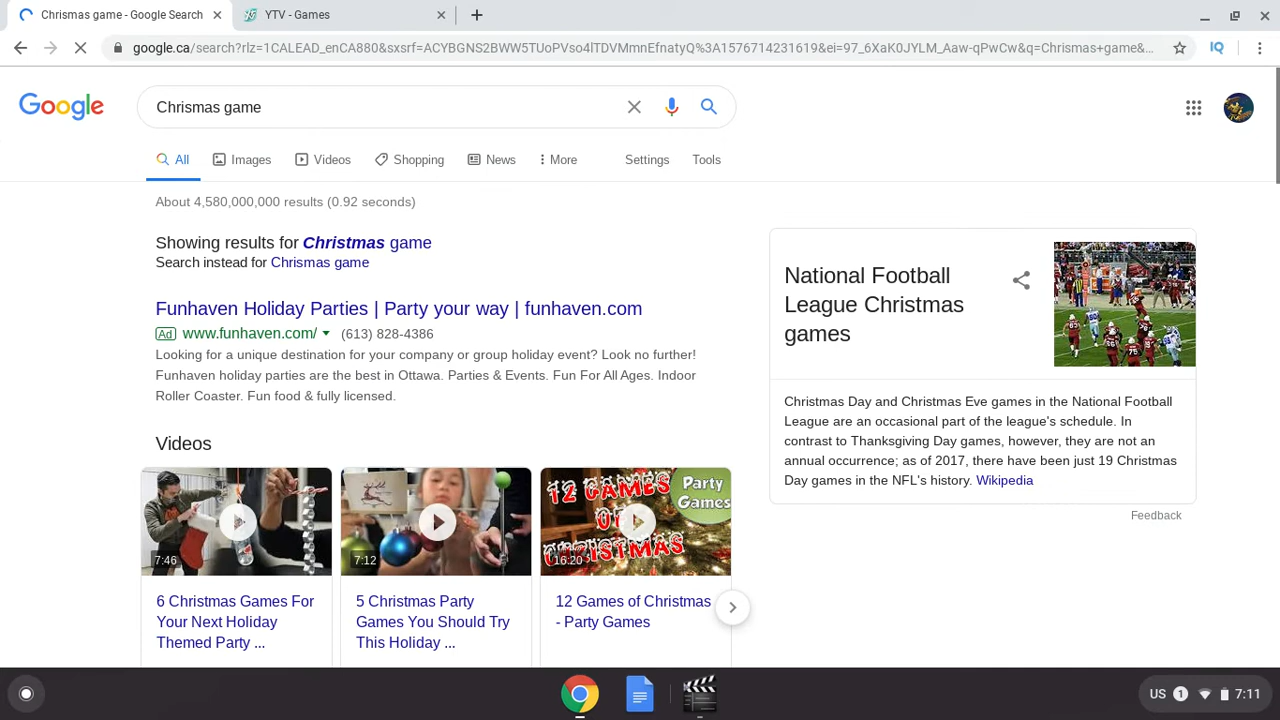 Chrismas game - Google Search
YTV - Games
google.ca/search?rlz=1CALEAD_enCA880&sxsrf=ACYBGNS2BWW5TUoPVso4lTDVMmnEfnatyQ%3A1576714231619&ei=97_6XaK0JYLM_Aaw-qPwCw&q=Chrismas+game&...
IQ
Google
Chrismas game
All
Images
Videos
Shopping
News
More
Settings
Tools
About 4,580,000,000 results (0.92 seconds)
Showing results for Christmas game
Search instead for Chrismas game
Funhaven Holiday Parties | Party your way | funhaven.com
Ad www.funhaven.com/ (613) 828-4386
Looking for a unique destination for your company or group holiday event? Look no further!
Funhaven holiday parties are the best in Ottawa. Parties & Events. Fun For All Ages. Indoor
Roller Coaster. Fun food & fully licensed.
Videos
7:46
6 Christmas Games For
Your Next Holiday
Themed Party ...
7:12
5 Christmas Party
Games You Should Try
This Holiday ...
12 GAMES
OF
CHRISTMAS
Party
Games
16:20
12 Games of Christmas
- Party Games
National Football
League Christmas
games
Christmas Day and Christmas Eve games in the National Football
League are an occasional part of the league's schedule. In
contrast to Thanksgiving Day games, however, they are not an
annual occurrence; as of 2017, there have been just 19 Christmas
Day games in the NFL's history. Wikipedia
Feedback
US 1 7:11